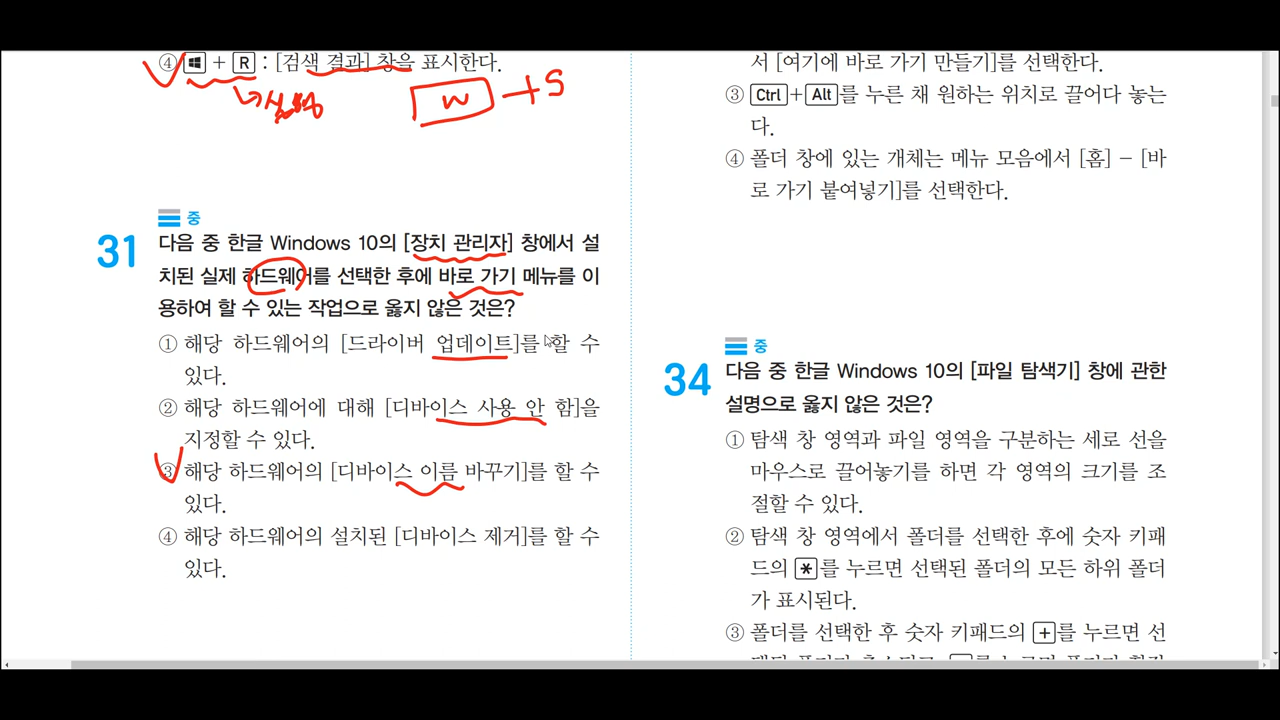 ④ ⊞ + R : [검색 결과] 창을 표시한다.
W + S
중
31 다음 중 한글 Windows 10의 [장치 관리자] 창에서 설
치된 실제 하드웨어를 선택한 후에 바로 가기 메뉴를 이
용하여 할 수 있는 작업으로 옳지 않은 것은?
① 해당 하드웨어의 [드라이버 업데이트]를 할 수
있다.
② 해당 하드웨어에 대해 [디바이스 사용 안 함]을
지정할 수 있다.
③ 해당 하드웨어의 [디바이스 이름 바꾸기]를 할 수
있다.
④ 해당 하드웨어의 설치된 [디바이스 제거]를 할 수
있다.
서 [여기에 바로 가기 만들기]를 선택한다.
③ Ctrl+Alt를 누른 채 원하는 위치로 끌어다 놓는
다.
④ 폴더 창에 있는 개체는 메뉴 모음에서 [홈] – [바
로 가기 붙여넣기]를 선택한다.
중
34 다음 중 한글 Windows 10의 [파일 탐색기] 창에 관한
설명으로 옳지 않은 것은?
① 탐색 창 영역과 파일 영역을 구분하는 세로 선을
마우스로 끌어놓기를 하면 각 영역의 크기를 조
절할 수 있다.
② 탐색 창 영역에서 폴더를 선택한 후에 숫자 키패
드의 *를 누르면 선택된 폴더의 모든 하위 폴더
가 표시된다.
③ 폴더를 선택한 후 숫자 키패드의 +를 누르면 선